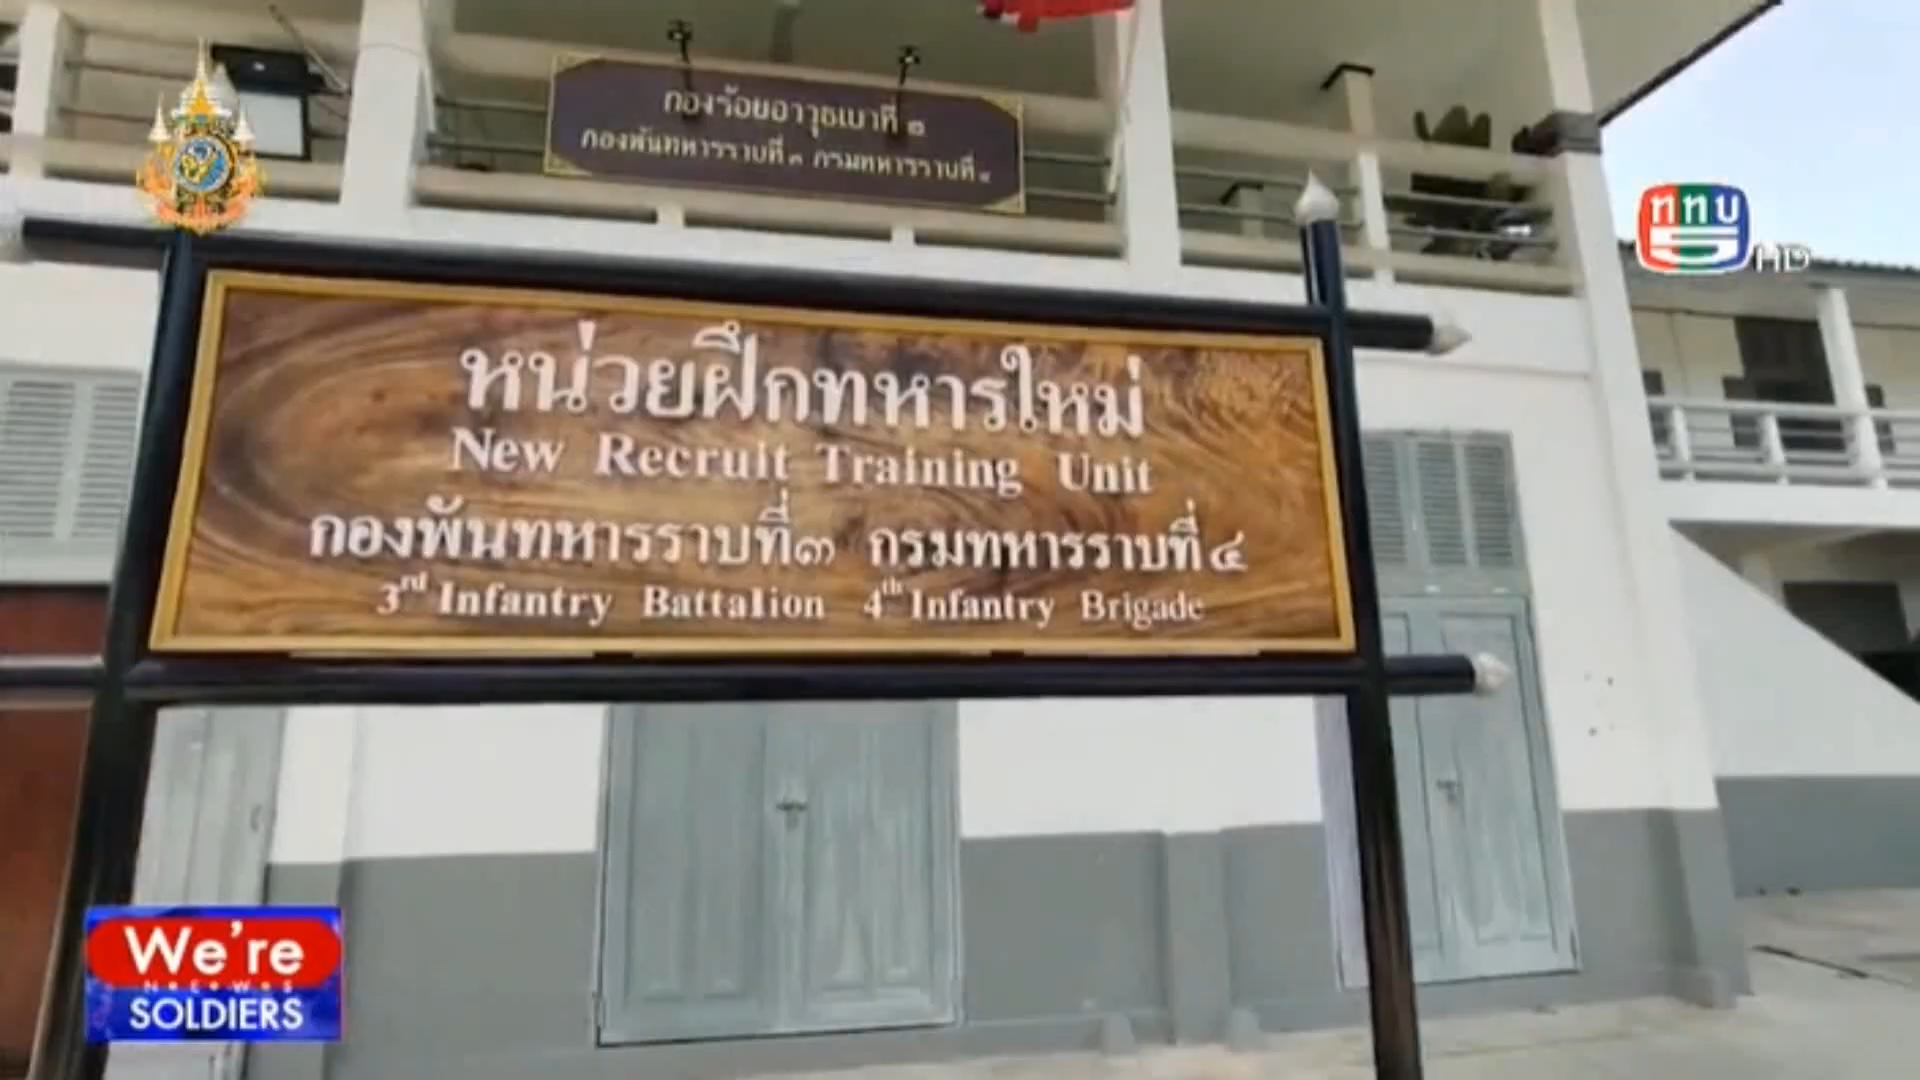 กองร้อยอาวุธเบาที่ ๑
กองพันทหารราบที่ ๓ กรมทหารราบที่ ๔
ททบ
5 HD
หน่วยฝึกทหารใหม่
New Recruit Training Unit
กองพันทหารราบที่๓ กรมทหารราบที่ ๔
3rd Infantry Battalion 4th Infantry Brigade
We're
NEWS
SOLDIERS